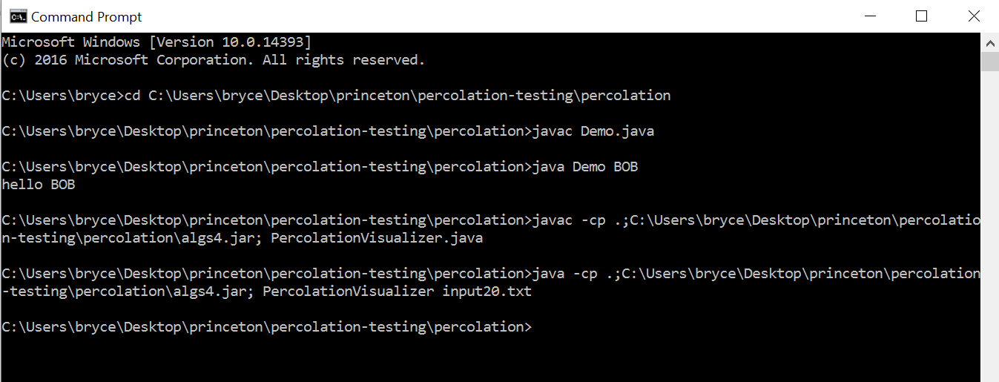 Command Prompt
Microsoft Windows [Version 10.0.14393]
(c) 2016 Microsoft Corporation. All rights reserved.
C:\Users\bryce>cd C:\Users\bryce\Desktop\princeton\percolation-testing\percolation
C:\Users\bryce\Desktop\princeton\percolation-testing\percolation>javac Demo.java
C:\Users\bryce\Desktop\princeton\percolation-testing\percolation>java Demo BOB
hello BOB
C:\Users\bryce\Desktop\princeton\percolation-testing\percolation>javac -cp .;C:\Users\bryce\Desktop\princeton\percolatio
n-testing\percolation\algs4.jar; PercolationVisualizer.java
C:\Users\bryce\Desktop\princeton\percolation-testing\percolation>java -cp .;C:\Users\bryce\Desktop\princeton\percolation
-testing\percolation\algs4.jar; PercolationVisualizer input20.txt
C:\Users\bryce\Desktop\princeton\percolation-testing\percolation>